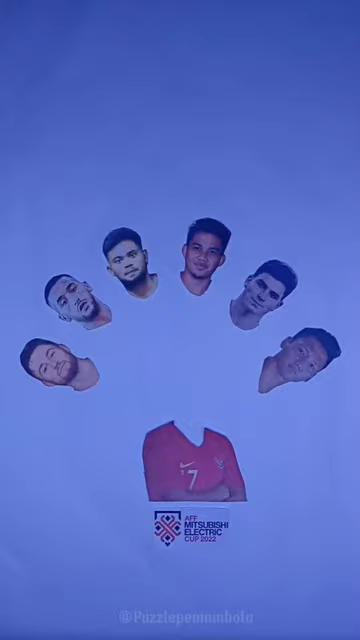 7
AFF
MITSUBISHI
ELECTRIC
CUP 2022
@Puzzlepemainbola